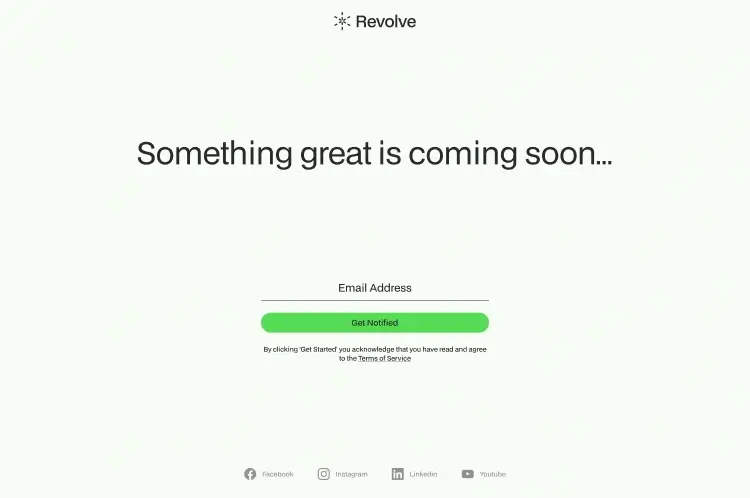 Revolve
Something great is coming soon...
Email Address
Get Notified
By clicking 'Get Started' you acknowledge that you have read and agree
to the Terms of Service
Facebook
Instagram
Linkedio
Youtube